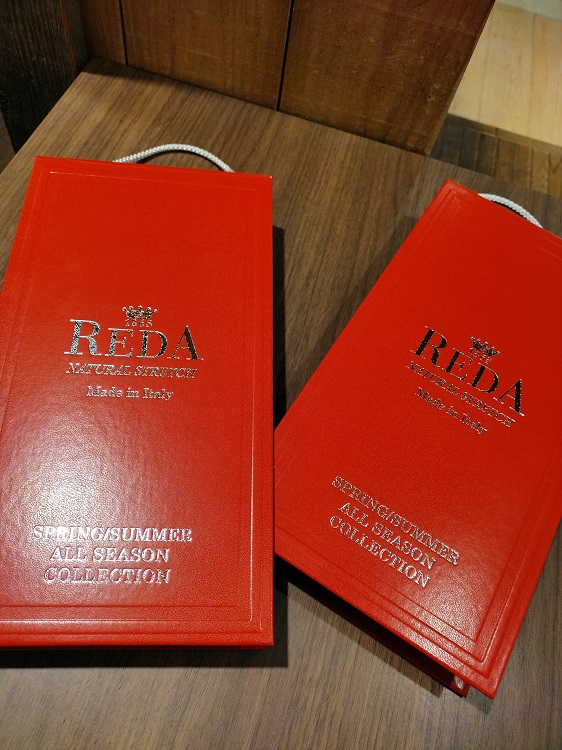 1865
REDA
NATURAL STRETCH
Made in Italy
SPRING/SUMMER
ALL SEASON
COLLECTION
REDA
NATURAL STRETCH
Made in Italy
SPRING/SUMMER
ALL SEASON
COLLECTION